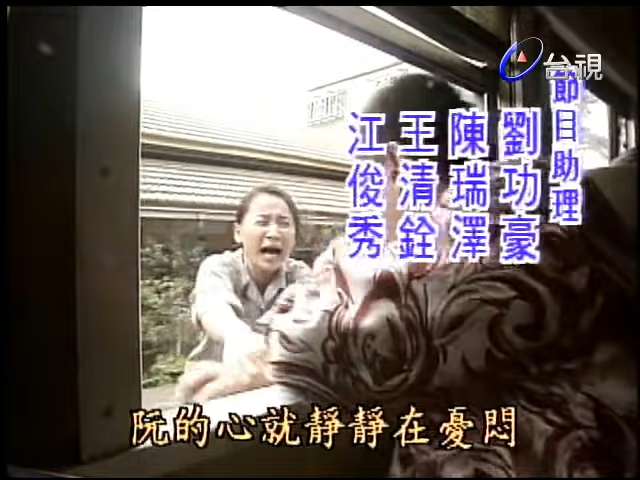 台視
節目助理
劉功豪
陳瑞澤
王清銓
江俊秀
阮的心就靜靜在憂悶